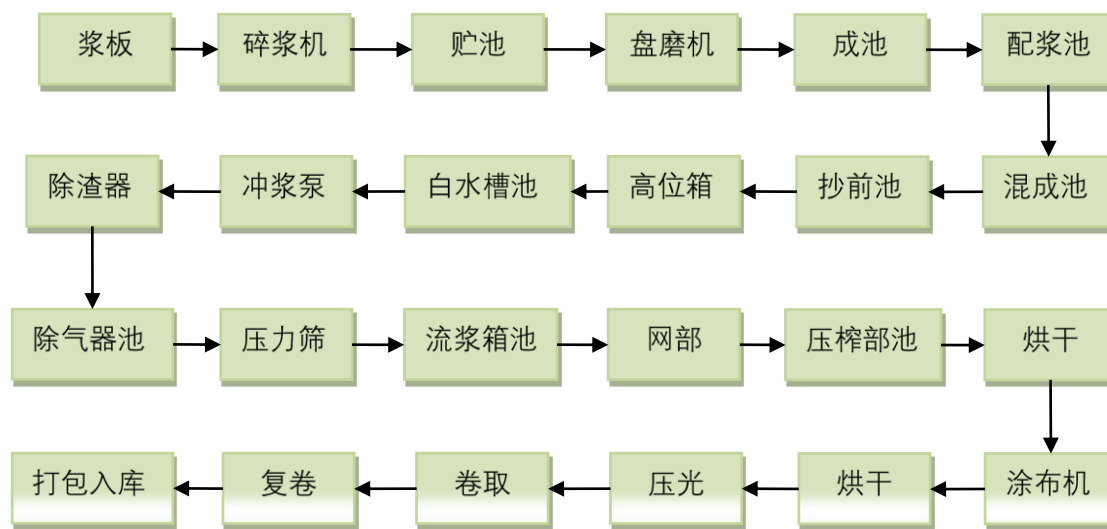 浆板 碎浆机 贮池 盘磨机 成池 配浆池
除渣器 冲浆泵 白水槽池 高位箱 抄前池 混成池
除气器池 压力筛 流浆箱池 网部 压榨部池 烘干
打包入库 复卷 卷取 压光 烘干 涂布机